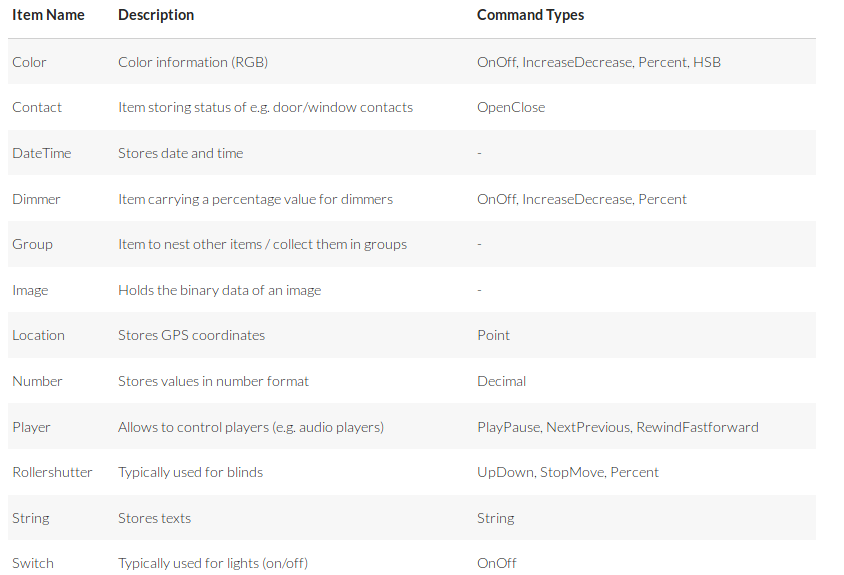 Item Name Description Command Types
Color Color information (RGB) OnOff, IncreaseDecrease, Percent, HSB
Contact Item storing status of e.g. door/window contacts OpenClose
DateTime Stores date and time -
Dimmer Item carrying a percentage value for dimmers OnOff, IncreaseDecrease, Percent
Group Item to nest other items / collect them in groups -
Image Holds the binary data of an image -
Location Stores GPS coordinates Point
Number Stores values in number format Decimal
Player Allows to control players (e.g. audio players) PlayPause, NextPrevious, RewindFastforward
Rollershutter Typically used for blinds UpDown, StopMove, Percent
String Stores texts String
Switch Typically used for lights (on/off) OnOff